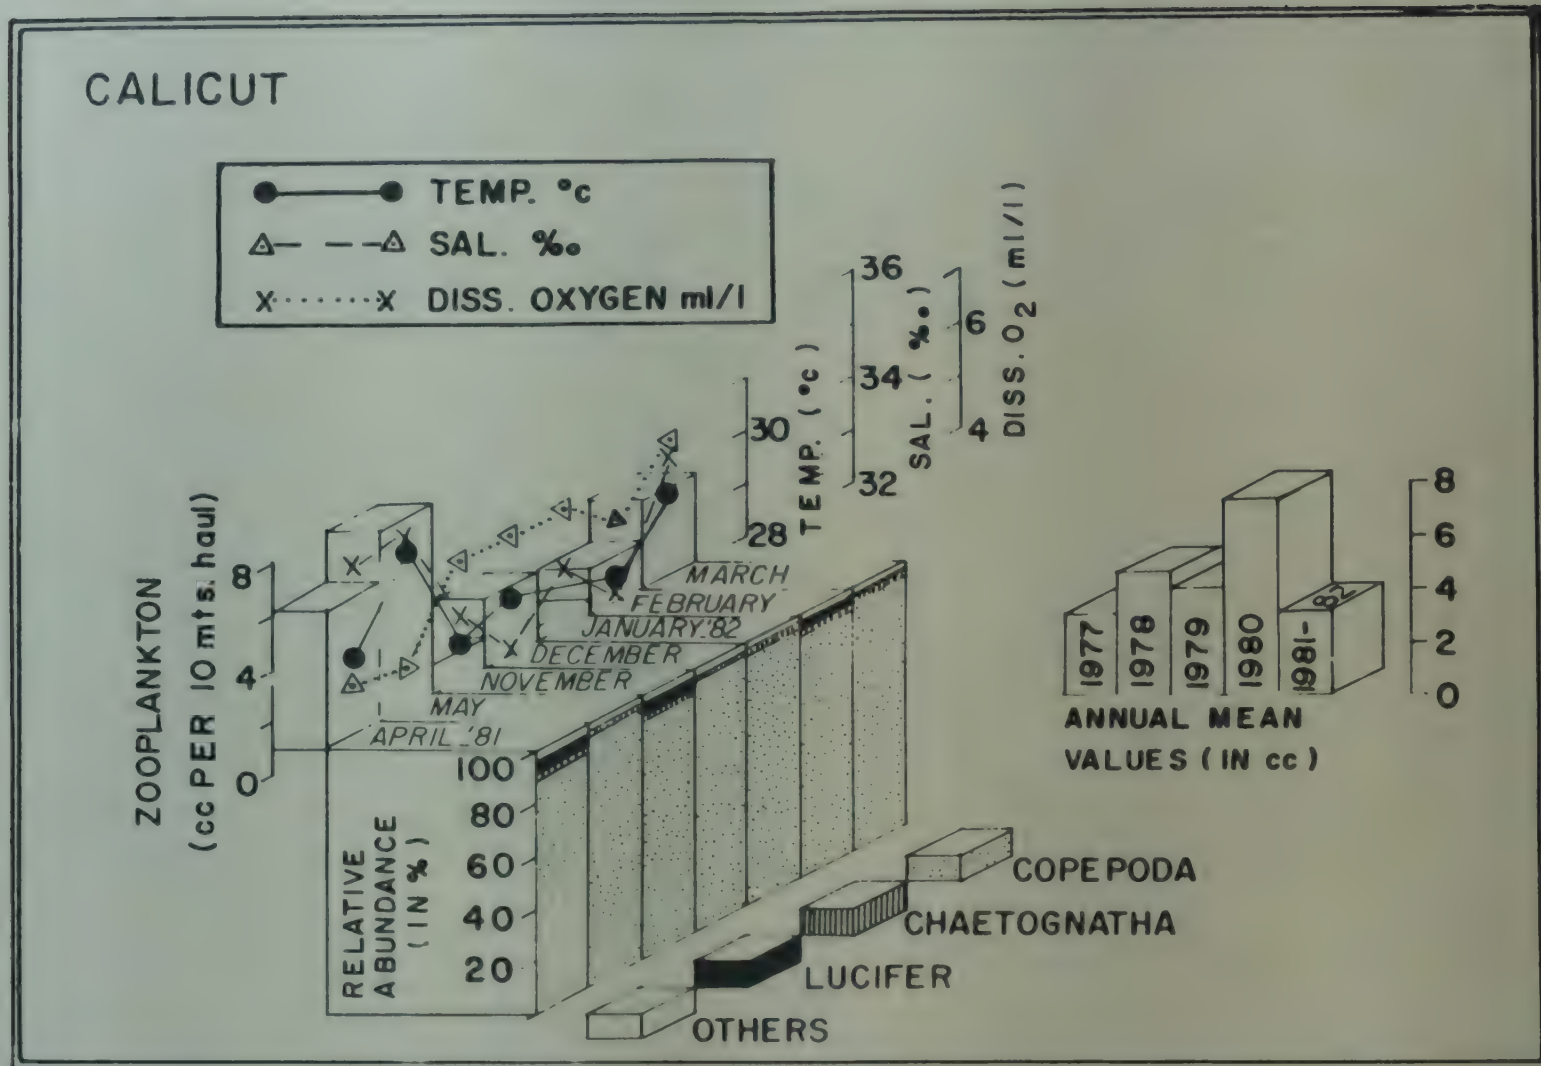 CALICUT
TEMP. °c
SAL. ‰
DISS. OXYGEN ml/l
ZOOPLANKTON
(cc PER 10 mts. haul)
8
4
0
TEMP. (°c)
30
28
SAL. (‰)
36
34
32
DISS. O2 (ml/l)
6
4
MARCH
FEBRUARY
JANUARY '82
DECEMBER
NOVEMBER
MAY
APRIL '81
RELATIVE
ABUNDANCE
(IN %)
100
80
60
40
20
COPEPODA
CHAETOGNATHA
LUCIFER
OTHERS
1977
1978
1979
1980
1981-
82
8
6
4
2
0
ANNUAL MEAN
VALUES (IN cc)